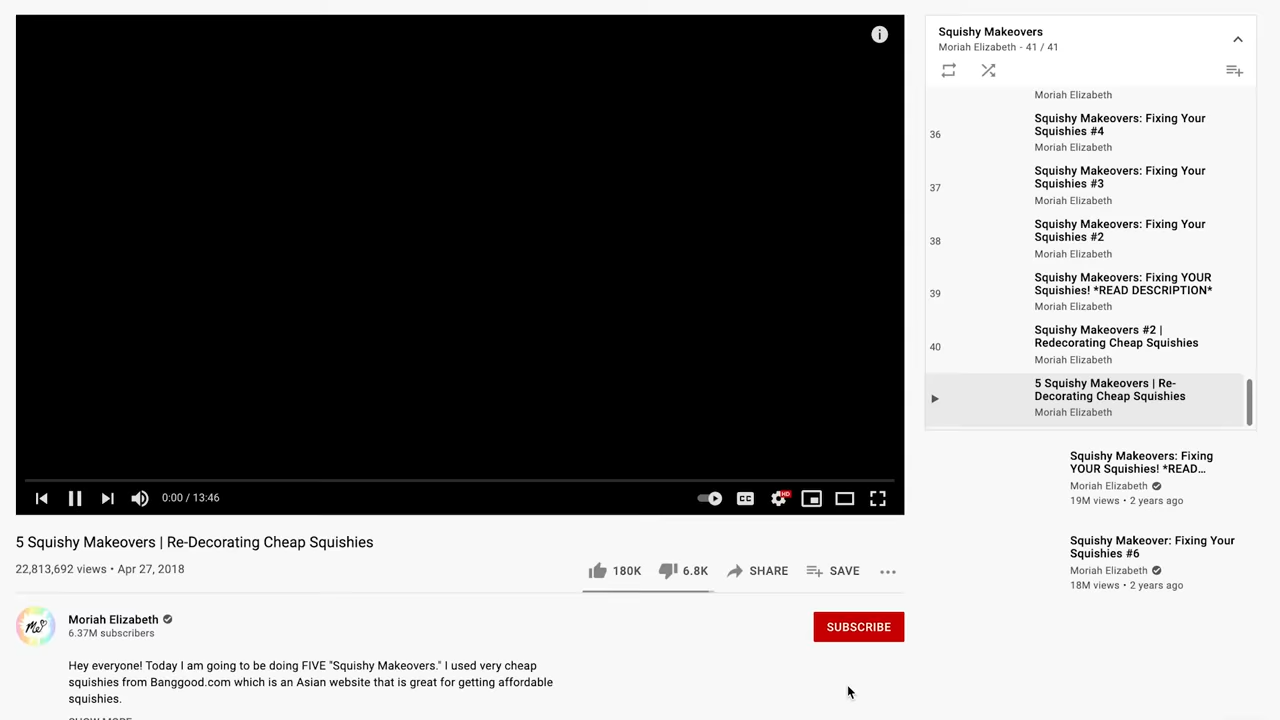 Squishy Makeovers
Moriah Elizabeth - 41 / 41
Moriah Elizabeth
36
Squishy Makeovers: Fixing Your
Squishies #4
Moriah Elizabeth
37
Squishy Makeovers: Fixing Your
Squishies #3
Moriah Elizabeth
38
Squishy Makeovers: Fixing Your
Squishies #2
Moriah Elizabeth
39
Squishy Makeovers: Fixing YOUR
Squishies! *READ DESCRIPTION*
Moriah Elizabeth
40
Squishy Makeovers #2 |
Redecorating Cheap Squishies
Moriah Elizabeth
5 Squishy Makeovers | Re-
Decorating Cheap Squishies
Moriah Elizabeth
0:00 / 13:46
CC
HD
5 Squishy Makeovers | Re-Decorating Cheap Squishies
22,813,692 views • Apr 27, 2018
180K
6.8K
SHARE
SAVE
Me
Moriah Elizabeth
6.37M subscribers
SUBSCRIBE
Hey everyone! Today I am going to be doing FIVE "Squishy Makeovers." I used very cheap
squishies from Banggood.com which is an Asian website that is great for getting affordable
squishies.
SHOW MORE
Squishy Makeovers: Fixing
YOUR Squishies! *READ...
Moriah Elizabeth
19M views • 2 years ago
Squishy Makeover: Fixing Your
Squishies #6
Moriah Elizabeth
18M views • 2 years ago